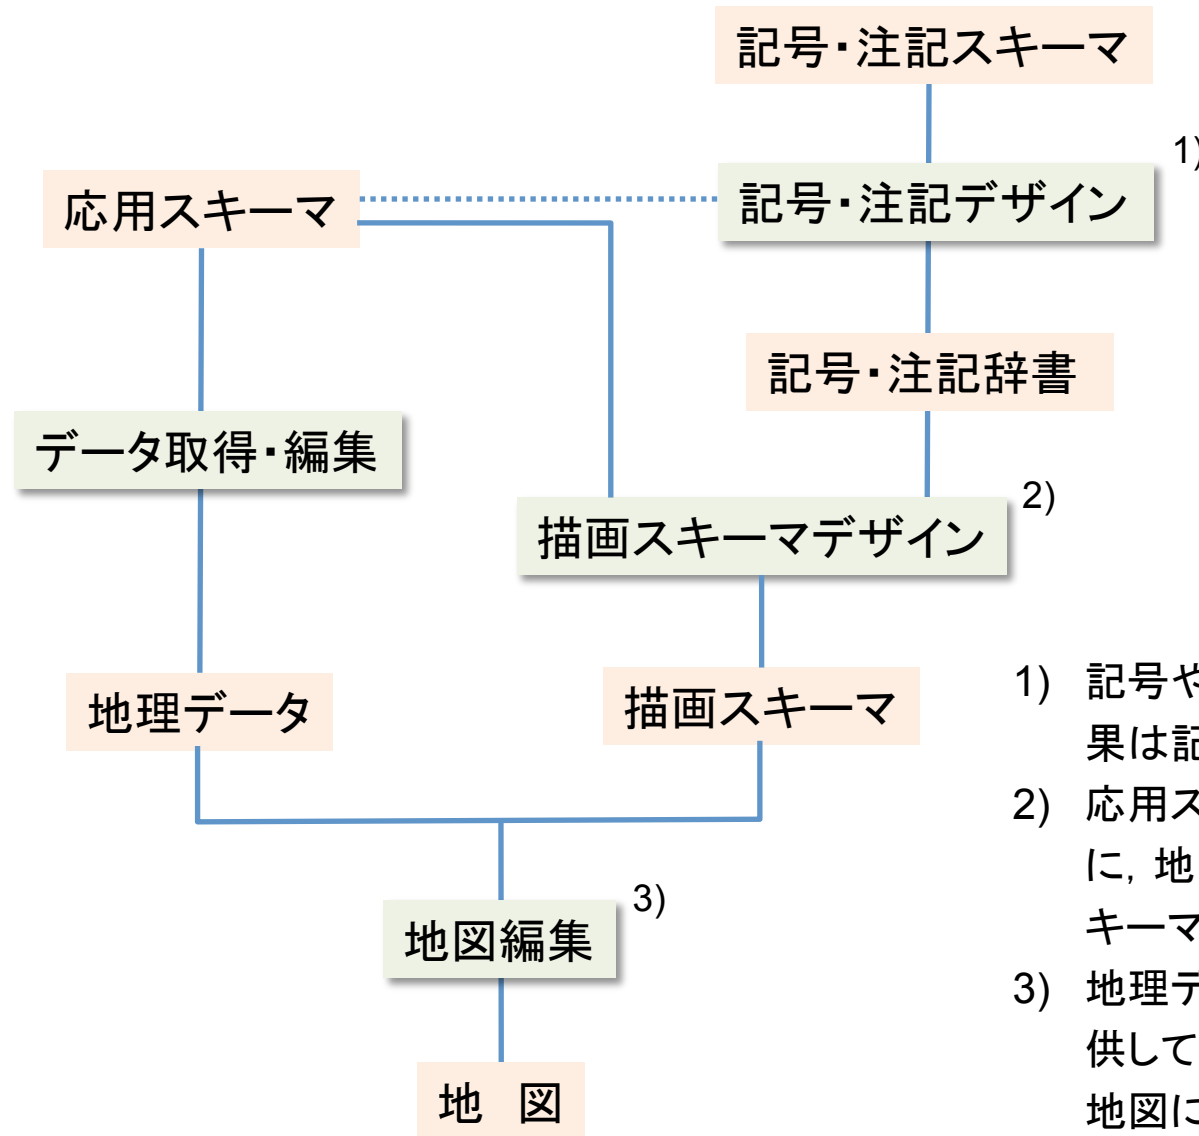 記号・注記スキーマ
1)
応用スキーマ
記号・注記デザイン
記号・注記辞書
データ取得・編集
2)
描画スキーマデザイン
地理データ
描画スキーマ
3)
地図編集
地　図
1) 記号や
果は記
2) 応用ス
に, 地
キーマ
3) 地理デ
供して
地図に